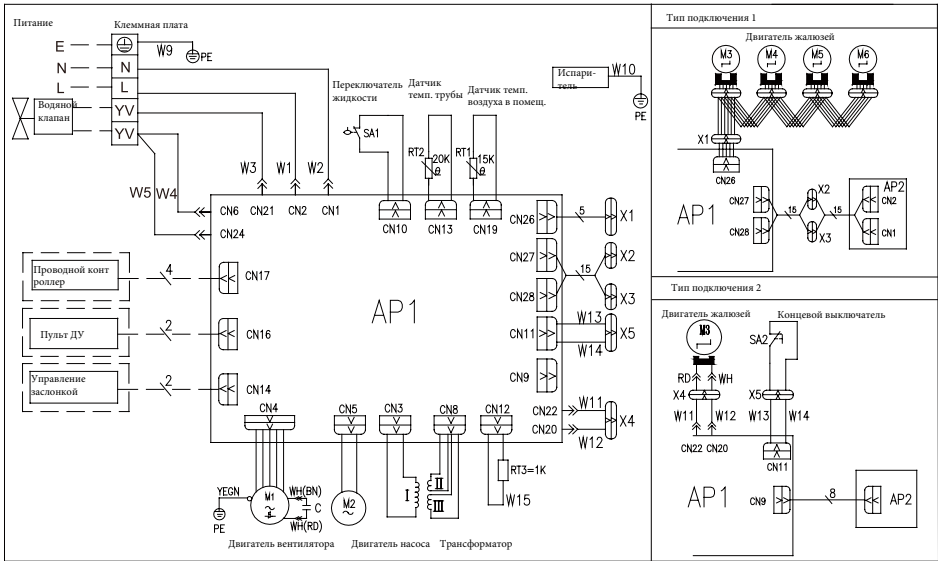 Питание
Клеммная плата
E
N
L
N
L
YV
YV
Водяной
клапан
W9
PE
W5
W4
W3
W1
W2
Переключатель
жидкости
SA1
Датчик
темп. трубы
RT2
20K
θ
Датчик темп.
воздуха в помещ.
RT1
15K
θ
Испари-
тель
W10
PE
CN6
CN21
CN2
CN1
CN24
CN10
CN13
CN19
CN17
CN16
CN14
AP1
CN26
CN27
CN28
CN11
CN9
CN22
CN20
5
X1
X2
15
X3
W13
X5
W14
W11
X4
W12
Проводной конт
роллер
4
Пульт ДУ
2
Управление
заслонкой
2
CN4
CN5
CN3
CN8
CN12
YEGN
PE
M1
~
WH(BN)
C
WH(RD)
M2
~
I
II
III
RT3=1K
W15
Двигатель вентилятора
Двигатель насоса
Трансформатор
Тип подключения 1
Двигатель жалюзей
M3
M4
M5
M6
X1
CN26
AP1
CN27
CN28
15
X2
X3
15
AP2
CN2
CN1
Тип подключения 2
Двигатель жалюзей
Концевой выключатель
M3
SA2
RD
WH
X4
X5
W11
W12
W13
W14
CN22
CN20
CN11
AP1
CN9
8
AP2